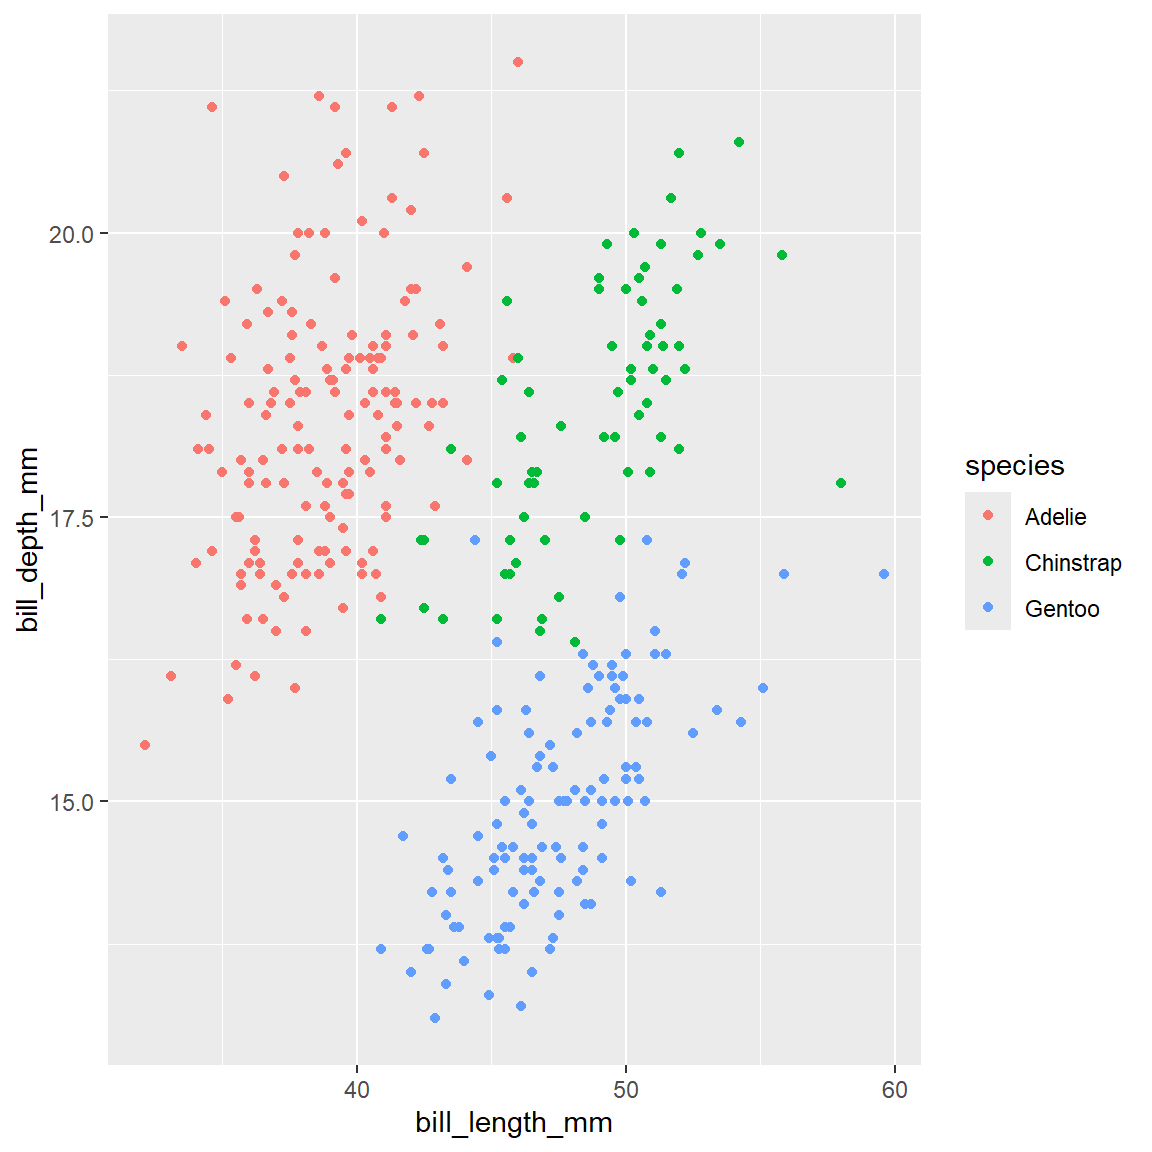 20.0
17.5
15.0
bill_depth_mm
40
50
60
bill_length_mm
species
Adelie
Chinstrap
Gentoo